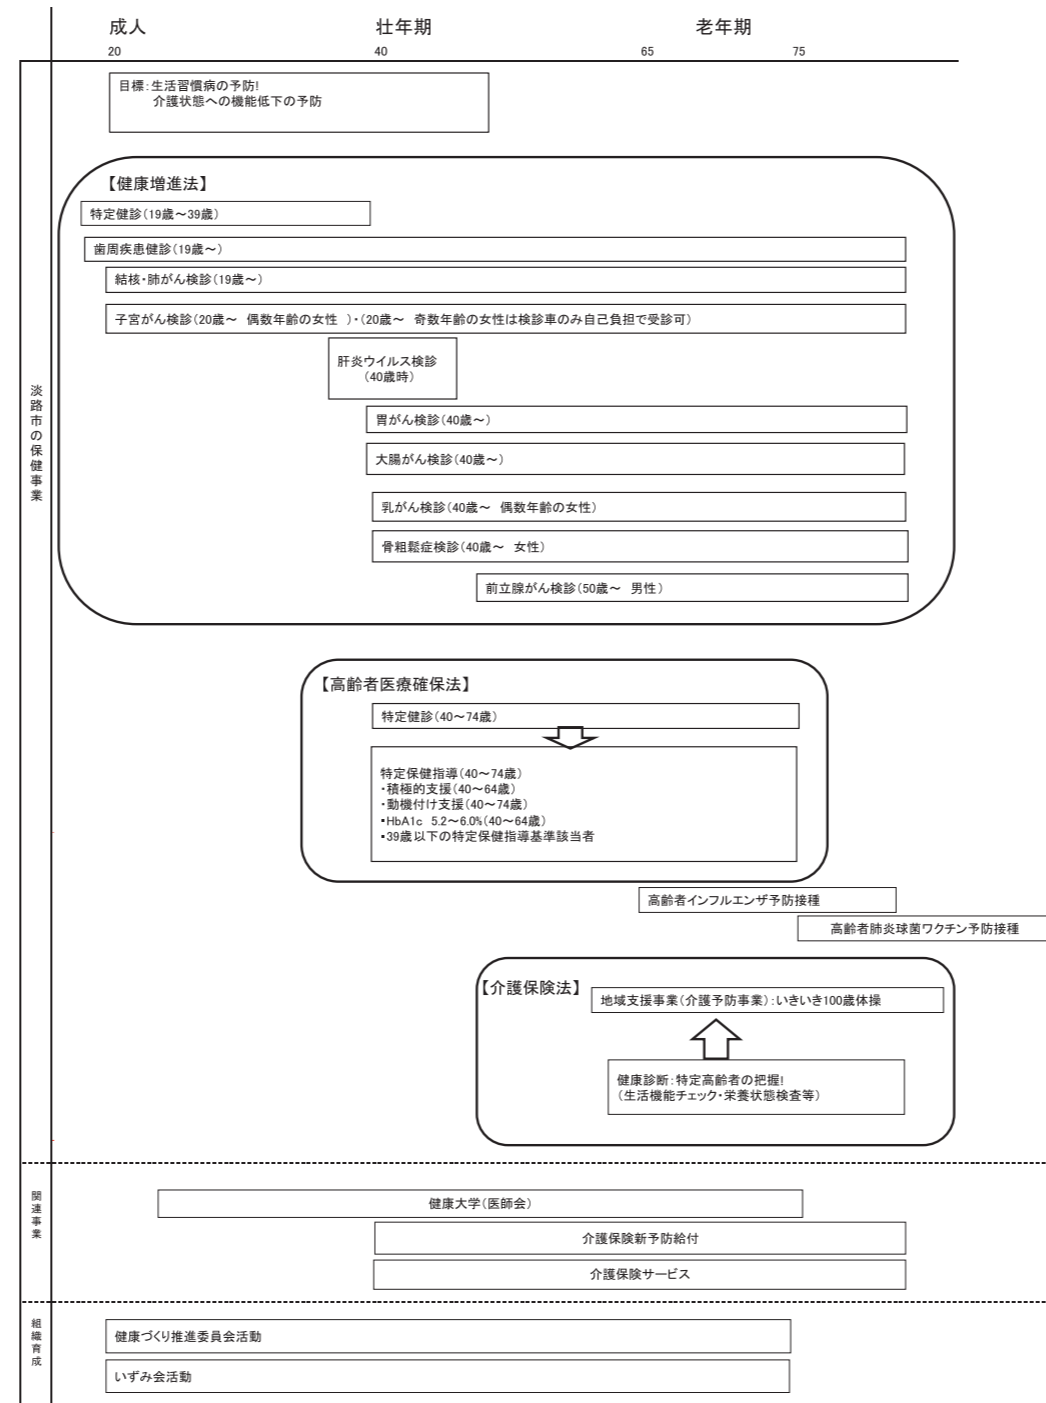 成人　壮年期　老年期
20　40　65　75
目標：生活習慣病の予防!
介護状態への機能低下の予防
淡路市の保健事業
【健康増進法】
特定健診（19歳～39歳）
歯周疾患健診（19歳～）
結核・肺がん検診（19歳～）
子宮がん検診（20歳～　偶数年齢の女性　）・（20歳～　奇数年齢の女性は検診車のみ自己負担で受診可）
肝炎ウイルス検診
（40歳時）
胃がん検診（40歳～）
大腸がん検診（40歳～）
乳がん検診（40歳～　偶数年齢の女性）
骨粗鬆症検診（40歳～　女性）
前立腺がん検診（50歳～　男性）
【高齢者医療確保法】
特定健診（40～74歳）
特定保健指導（40～74歳）
・積極的支援（40～64歳）
・動機付け支援（40～74歳）
・HbA1c　5.2～6.0%（40～64歳）
・39歳以下の特定保健指導基準該当者
高齢者インフルエンザ予防接種
高齢者肺炎球菌ワクチン予防接種
【介護保険法】
地域支援事業（介護予防事業）：いきいき100歳体操
健康診断：特定高齢者の把握!
（生活機能チェック・栄養状態検査等）
関連事業
健康大学（医師会）
介護保険新予防給付
介護保険サービス
組織育成
健康づくり推進委員会活動
いずみ会活動